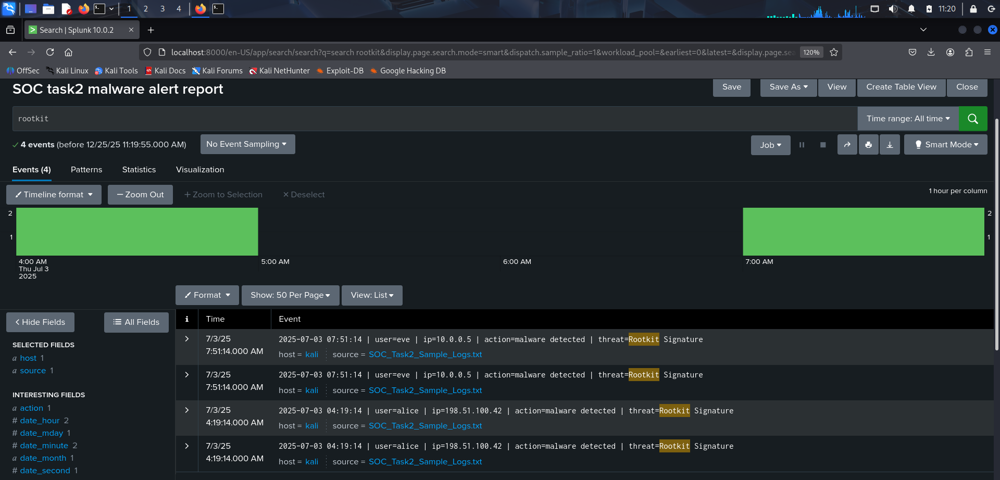 1 2 3 4 11:20
Search | Splunk 10.0.2
localhost:8000/en-US/app/search/search?q=search rootkit&display.page.search.mode=smart&dispatch.sample_ratio=1&workload_pool=&earliest=0&latest=&display.page.sea 120%
OffSec Kali Linux Kali Tools Kali Docs Kali Forums Kali NetHunter Exploit-DB Google Hacking DB
SOC task2 malware alert report Save Save As View Create Table View Close
rootkit Time range: All time
4 events (before 12/25/25 11:19:55.000 AM) No Event Sampling Job Smart Mode
Events (4) Patterns Statistics Visualization
Timeline format Zoom Out + Zoom to Selection × Deselect 1 hour per column
2 2
1 1
4:00 AM 5:00 AM 6:00 AM 7:00 AM
Thu Jul 3
2025
Format Show: 50 Per Page View: List
Hide Fields All Fields
SELECTED FIELDS
a host 1
a source 1
INTERESTING FIELDS
a action 1
# date_hour 2
# date_mday 1
# date_minute 2
a date_month 1
# date_second 1
i Time Event
7/3/25 2025-07-03 07:51:14 | user=eve | ip=10.0.0.5 | action=malware detected | threat=Rootkit Signature
7:51:14.000 AM host = kali source = SOC_Task2_Sample_Logs.txt
7/3/25 2025-07-03 07:51:14 | user=eve | ip=10.0.0.5 | action=malware detected | threat=Rootkit Signature
7:51:14.000 AM host = kali source = SOC_Task2_Sample_Logs.txt
7/3/25 2025-07-03 04:19:14 | user=alice | ip=198.51.100.42 | action=malware detected | threat=Rootkit Signature
4:19:14.000 AM host = kali source = SOC_Task2_Sample_Logs.txt
7/3/25 2025-07-03 04:19:14 | user=alice | ip=198.51.100.42 | action=malware detected | threat=Rootkit Signature
4:19:14.000 AM host = kali source = SOC_Task2_Sample_Logs.txt